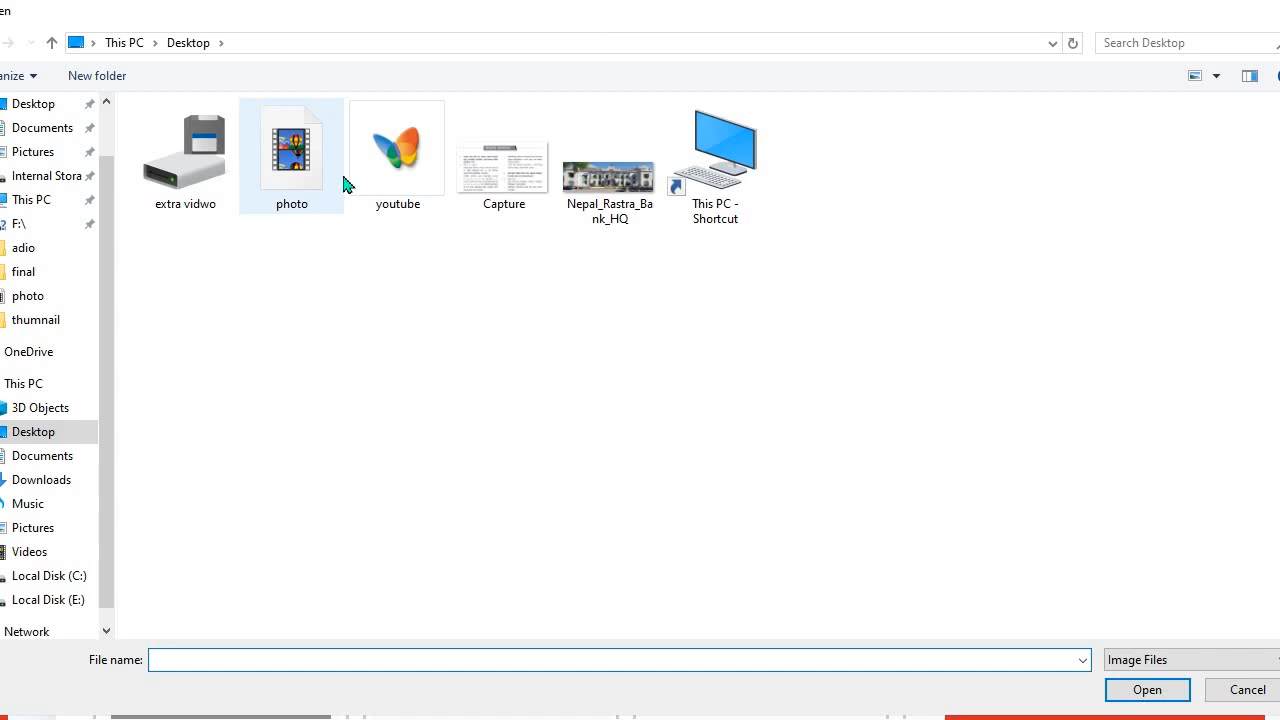 en
This PC
Desktop
Search Desktop
anize
New folder
Desktop
Documents
Pictures
Internal Store
This PC
F:\
adio
final
photo
thumnail
OneDrive
This PC
3D Objects
Desktop
Documents
Downloads
Music
Pictures
Videos
Local Disk (C:)
Local Disk (E:)
Network
extra vidwo
photo
youtube
Capture
Nepal_Rastra_Ba
nk_HQ
This PC -
Shortcut
File name:
Image Files
Open
Cancel